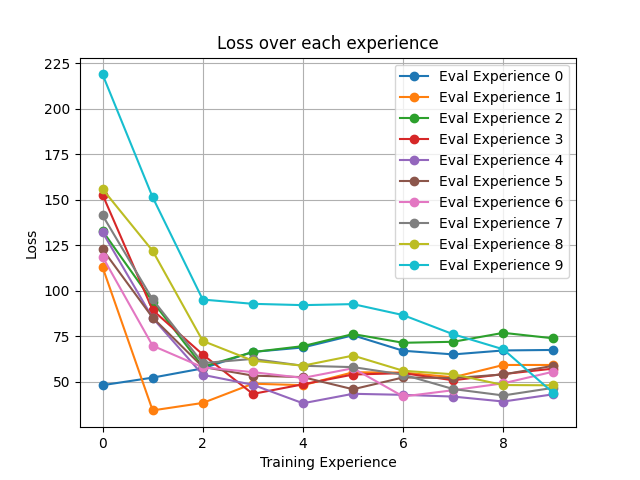 Loss over each experience
225
200
175
150
125
100
75
50
Loss
0
2
4
6
8
Training Experience
Eval Experience 0
Eval Experience 1
Eval Experience 2
Eval Experience 3
Eval Experience 4
Eval Experience 5
Eval Experience 6
Eval Experience 7
Eval Experience 8
Eval Experience 9